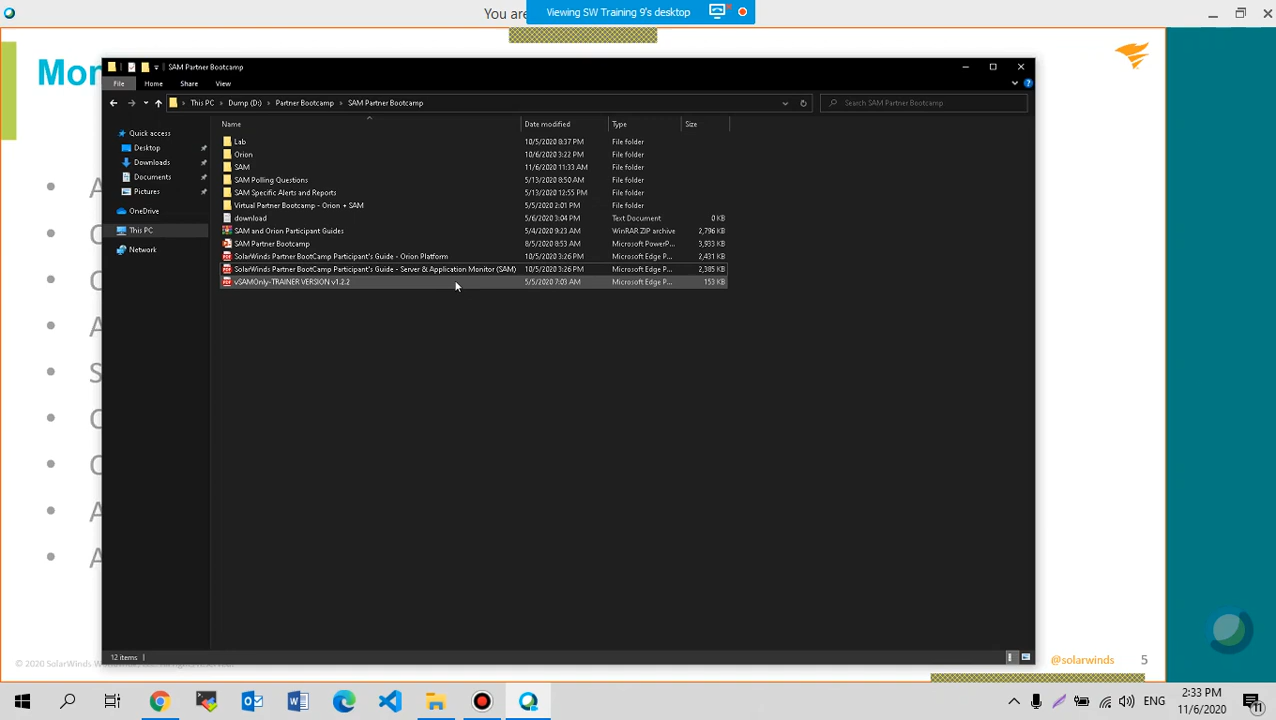 You are
Viewing SW Training 9's desktop
Mor
SAM Partner Bootcamp
File Home Share View
This PC > Dump (D:) > Partner Bootcamp > SAM Partner Bootcamp
Search SAM Partner Bootcamp
Name Date modified Type Size
Quick access
Desktop
Downloads
Documents
Pictures
OneDrive
This PC
Network
Lab 10/5/2020 8:37 PM File folder
Orion 10/6/2020 3:22 PM File folder
SAM 11/6/2020 11:33 AM File folder
SAM Polling Questions 5/13/2020 8:50 AM File folder
SAM Specific Alerts and Reports 5/13/2020 12:55 PM File folder
Virtual Partner Bootcamp - Orion + SAM 5/5/2020 2:01 PM File folder
download 5/6/2020 3:04 PM Text Document 0 KB
SAM and Orion Participant Guides 5/4/2020 9:23 AM WinRAR ZIP archive 2,796 KB
SAM Partner Bootcamp 8/5/2020 8:53 AM Microsoft PowerP... 3,933 KB
SolarWinds Partner BootCamp Participant's Guide - Orion Platform 10/5/2020 3:26 PM Microsoft Edge P... 2,431 KB
SolarWinds Partner BootCamp Participant's Guide - Server & Application Monitor (SAM) 10/5/2020 3:26 PM Microsoft Edge P... 2,385 KB
vSAMOnly-TRAINER VERSION v1.2.2 5/5/2020 7:03 AM Microsoft Edge P... 153 KB
• A
• C
• C
• A
• S
• C
• C
• A
• A
12 items
© 2020 SolarWinds Worldwide, LLC. All rights reserved.
@solarwinds 5
ENG
2:33 PM
11/6/2020